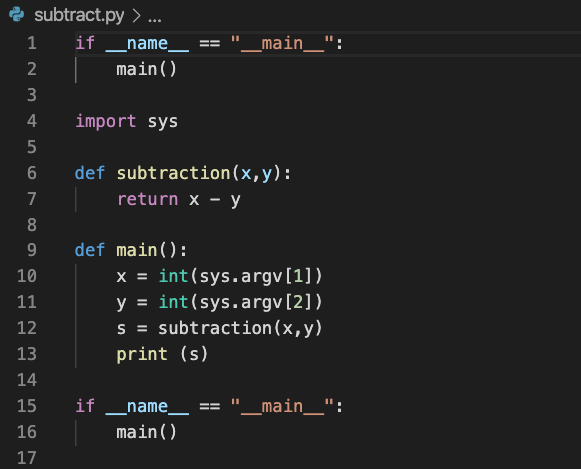 subtract.py > ...
1 if __name__ == "__main__":
2     main()
3
4 import sys
5
6 def subtraction(x,y):
7     return x - y
8
9 def main():
10     x = int(sys.argv[1])
11     y = int(sys.argv[2])
12     s = subtraction(x,y)
13     print (s)
14
15 if __name__ == "__main__":
16     main()
17